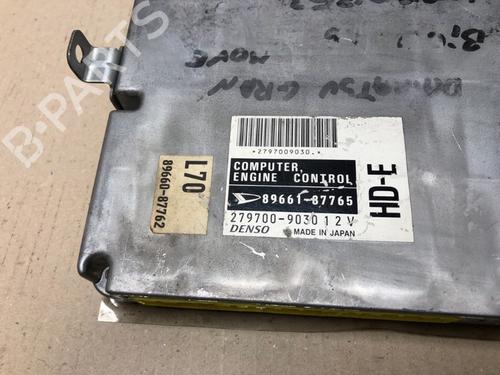 MOVE
DAIHATSU GRAN
*2797009030.*
COMPUTER,
ENGINE CONTROL
89661-87765
279700-9030 12V
DENSO MADE IN JAPAN
HD-E
L70
89660-87762
B-PARTS